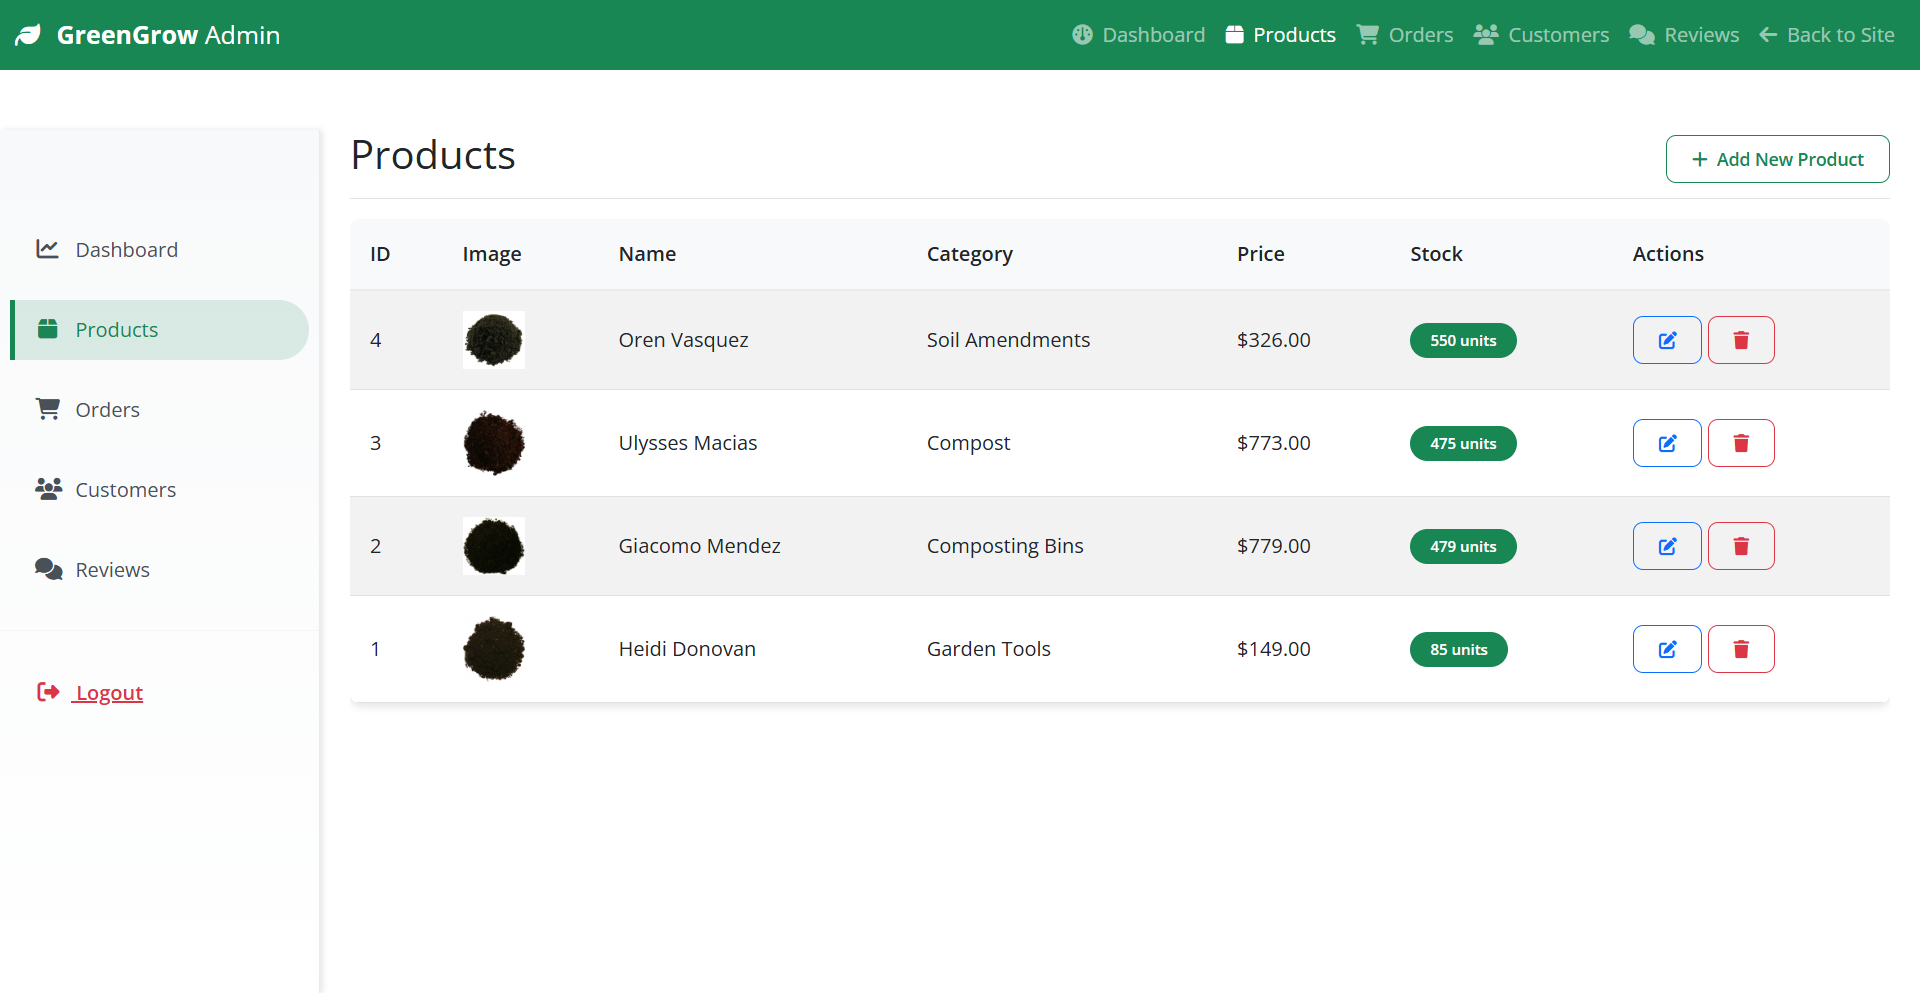 GreenGrow Admin
Dashboard Products Orders Customers Reviews Back to Site
Dashboard
Products
Orders
Customers
Reviews
Logout
Products
Add New Product
ID Image Name Category Price Stock Actions
4 Oren Vasquez Soil Amendments $326.00 550 units
3 Ulysses Macias Compost $773.00 475 units
2 Giacomo Mendez Composting Bins $779.00 479 units
1 Heidi Donovan Garden Tools $149.00 85 units